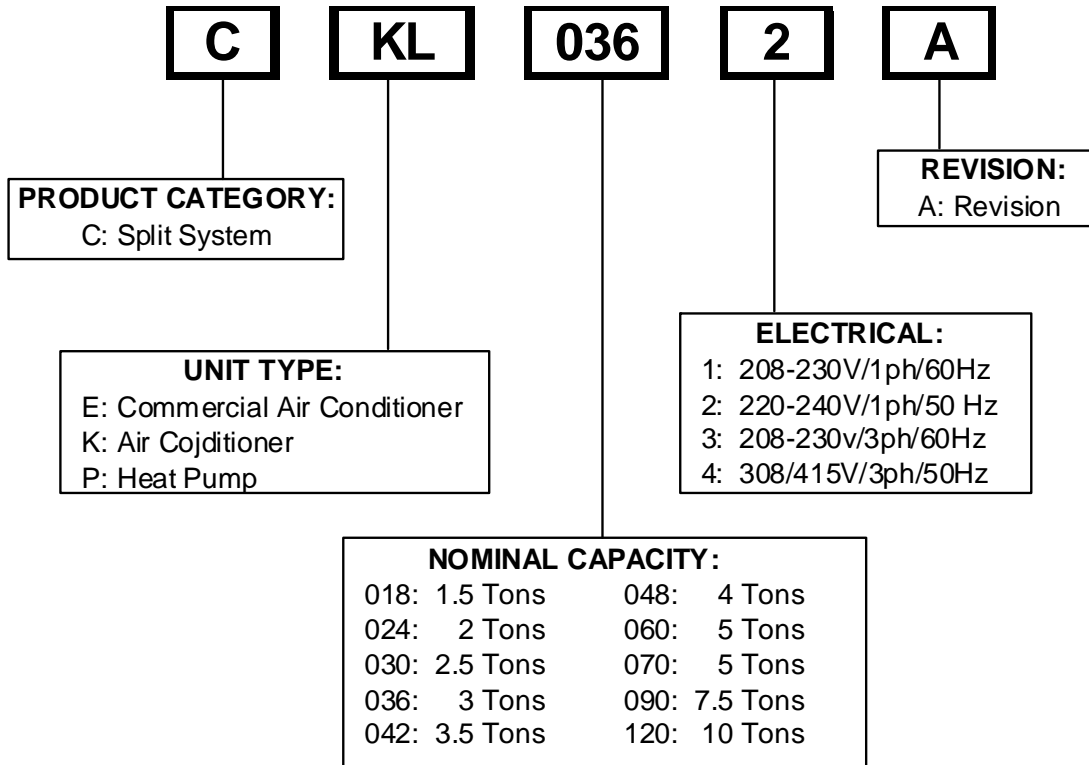 C KL 036 2 A
PRODUCT CATEGORY:
C: Split System
REVISION:
A: Revision
UNIT TYPE:
E: Commercial Air Conditioner
K: Air Cojditioner
P: Heat Pump
ELECTRICAL:
1: 208-230V/1ph/60Hz
2: 220-240V/1ph/50 Hz
3: 208-230v/3ph/60Hz
4: 308/415V/3ph/50Hz
NOMINAL CAPACITY:
018: 1.5 Tons 048: 4 Tons
024: 2 Tons 060: 5 Tons
030: 2.5 Tons 070: 5 Tons
036: 3 Tons 090: 7.5 Tons
042: 3.5 Tons 120: 10 Tons